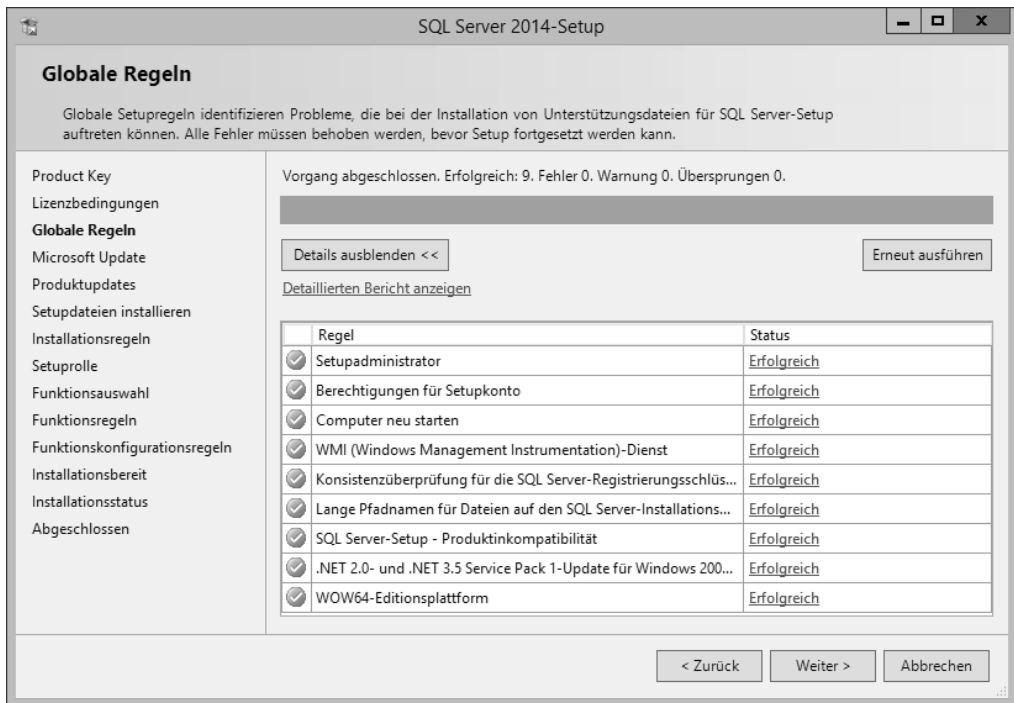 SQL Server 2014-Setup
Globale Regeln
Globale Setupregeln identifizieren Probleme, die bei der Installation von Unterstützungsdateien für SQL Server-Setup
auftreten können. Alle Fehler müssen behoben werden, bevor Setup fortgesetzt werden kann.
Product Key
Lizenzbedingungen
Globale Regeln
Microsoft Update
Produktupdates
Setupdateien installieren
Installationsregeln
Setuprolle
Funktionsauswahl
Funktionsregeln
Funktionskonfigurationsregeln
Installationsbereit
Installationsstatus
Abgeschlossen
Vorgang abgeschlossen. Erfolgreich: 9. Fehler 0. Warnung 0. Übersprungen 0.
Details ausblenden << Erneut ausführen
Detaillierten Bericht anzeigen
Regel Status
Setupadministrator Erfolgreich
Berechtigungen für Setupkonto Erfolgreich
Computer neu starten Erfolgreich
WMI (Windows Management Instrumentation)-Dienst Erfolgreich
Konsistenzüberprüfung für die SQL Server-Registrierungsschlüs... Erfolgreich
Lange Pfadnamen für Dateien auf den SQL Server-Installations... Erfolgreich
SQL Server-Setup - Produktinkompatibilität Erfolgreich
.NET 2.0- und .NET 3.5 Service Pack 1-Update für Windows 200... Erfolgreich
WOW64-Editionsplattform Erfolgreich
< Zurück Weiter > Abbrechen